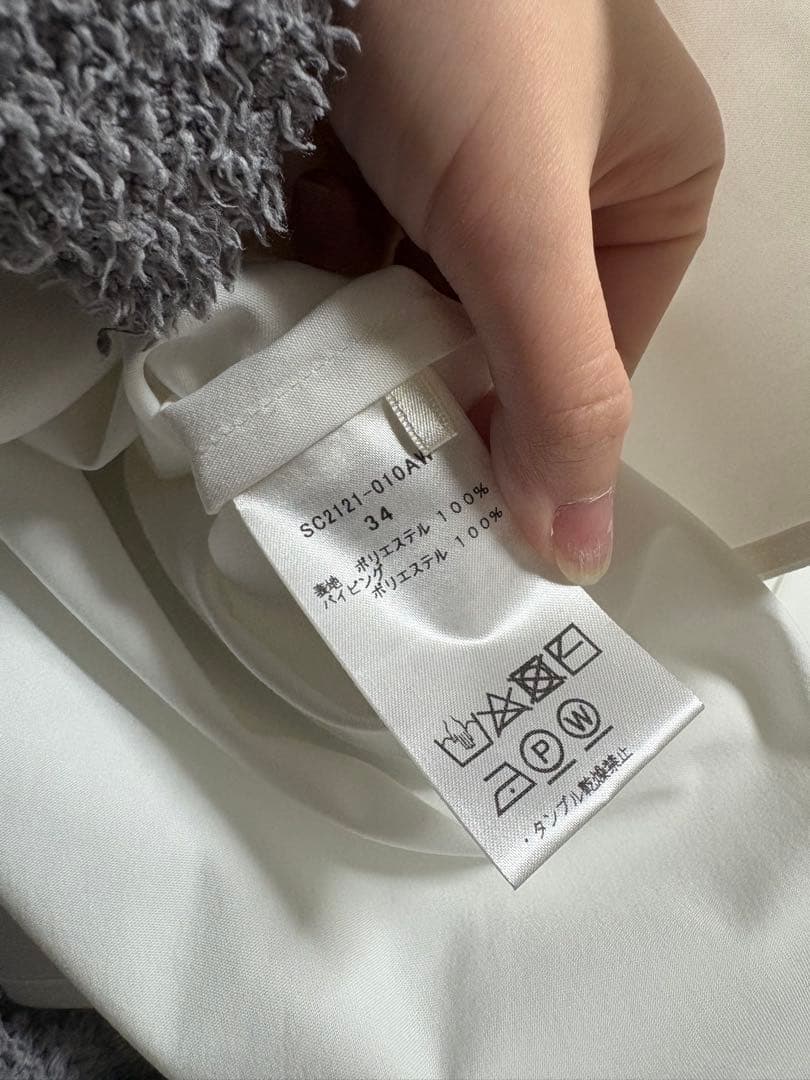 SC2121-010AW
34
表地 ポリエステル 100%
パイピング
ポリエステル 100%
P W
・タンブル乾燥禁止